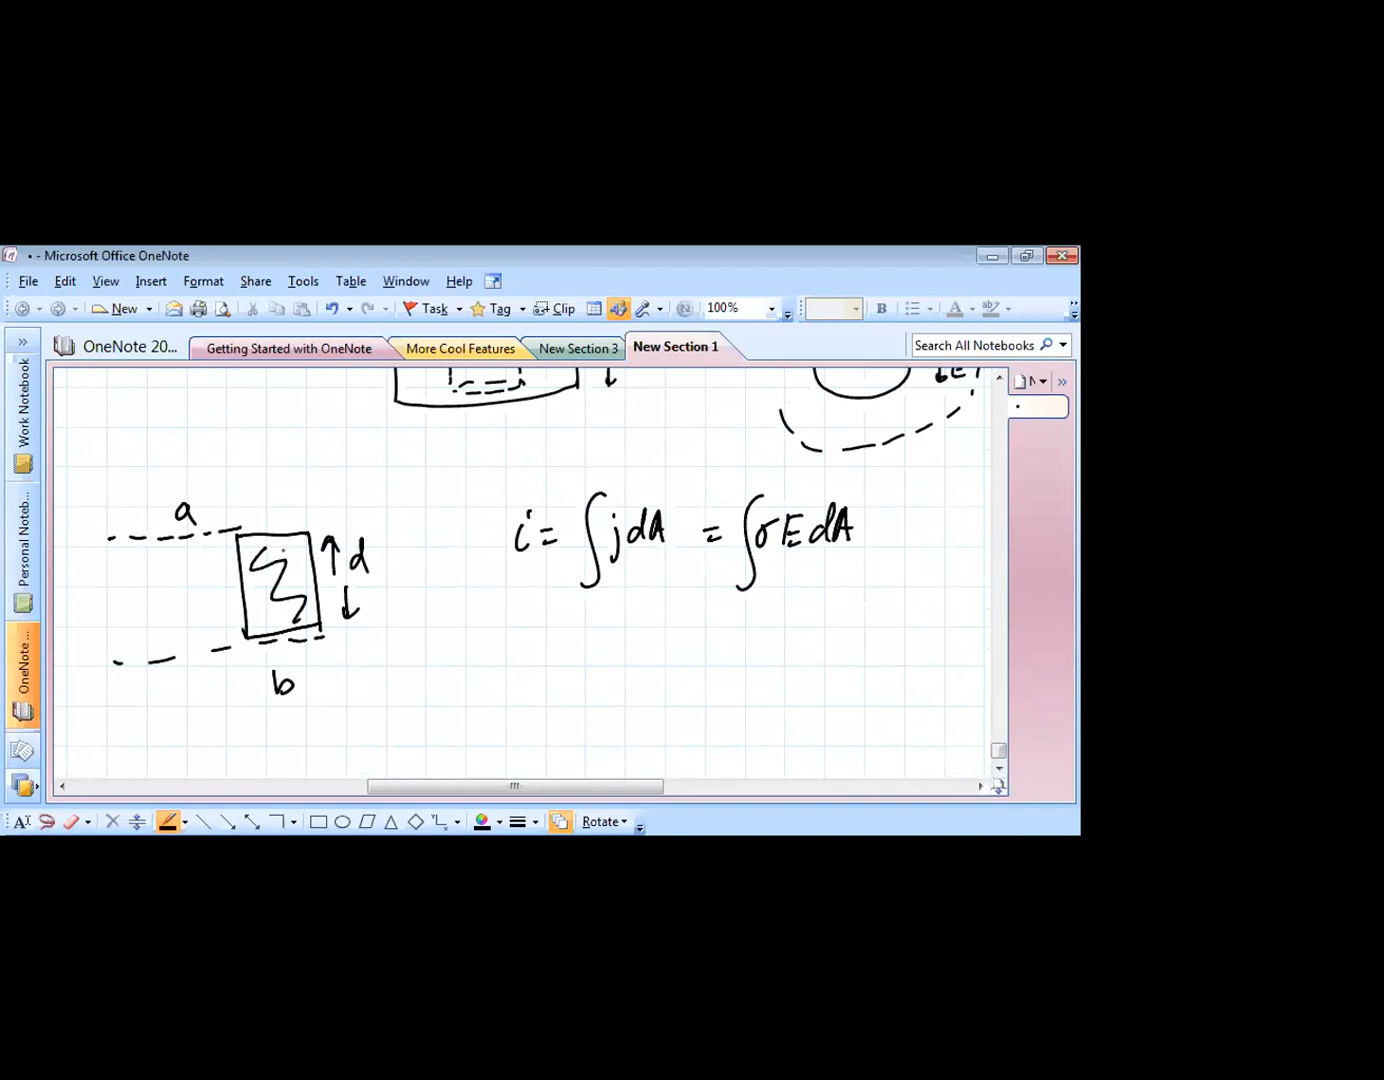 • - Microsoft Office OneNote
File Edit View Insert Format Share Tools Table Window Help
New Task Tag Clip 100% B A ab
OneNote 20... Getting Started with OneNote More Cool Features New Section 3 New Section 1 Search All Notebooks
Work Notebook
Personal Noteb...
OneNote...
E
a
d
b
i = ∫ j dA = ∫ σ E dA
Rotate